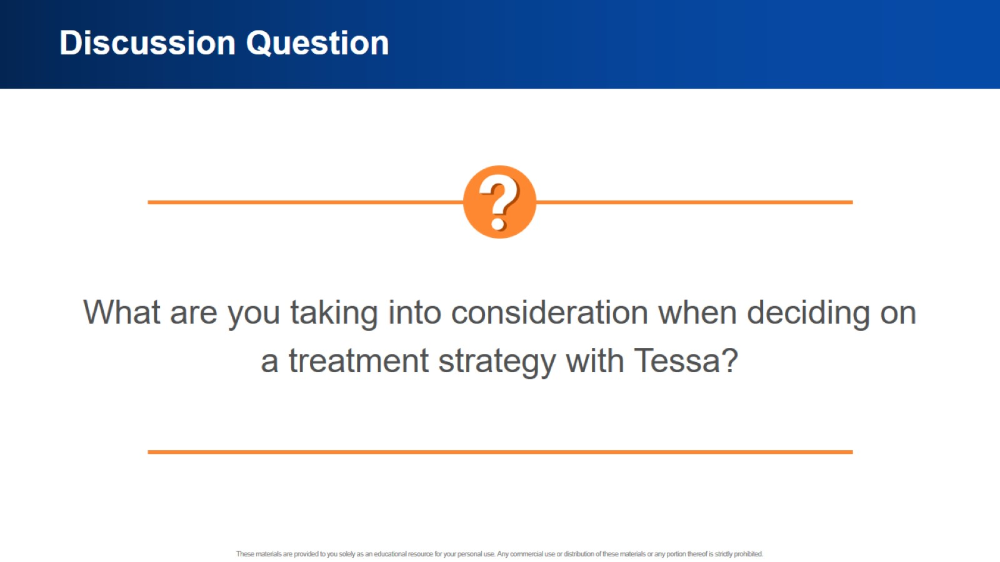 Discussion Question
?
What are you taking into consideration when deciding on
a treatment strategy with Tessa?
These materials are provided to you solely as an educational resource for your personal use. Any commercial use or distribution of these materials or any portion thereof is strictly prohibited.